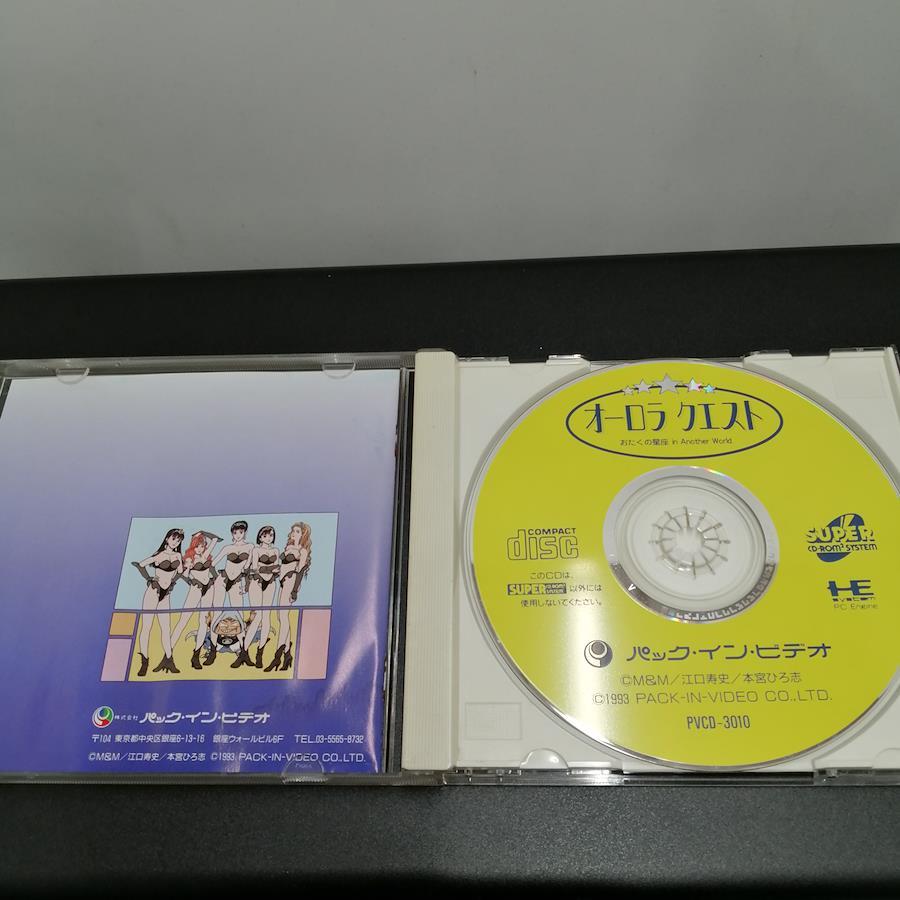 株式会社 パック・イン・ビデオ
〒104 東京都中央区銀座6-13-16 銀座ウォールビル6F TEL.03-5565-8732
©M&M／江口寿史／本宮ひろ志 ©1993 PACK-IN-VIDEO CO.,LTD.
オーロラ クエスト
おたくの星座 in Another World
COMPACT
disc
このCDは、
SUPER CD-ROM² SYSTEM 以外には
使用しないでください。
SUPER
CD-ROM² SYSTEM
HE
system
PC Engine
パック・イン・ビデオ
©M&M／江口寿史／本宮ひろ志
©1993 PACK-IN-VIDEO CO.,LTD.
PVCD-3010